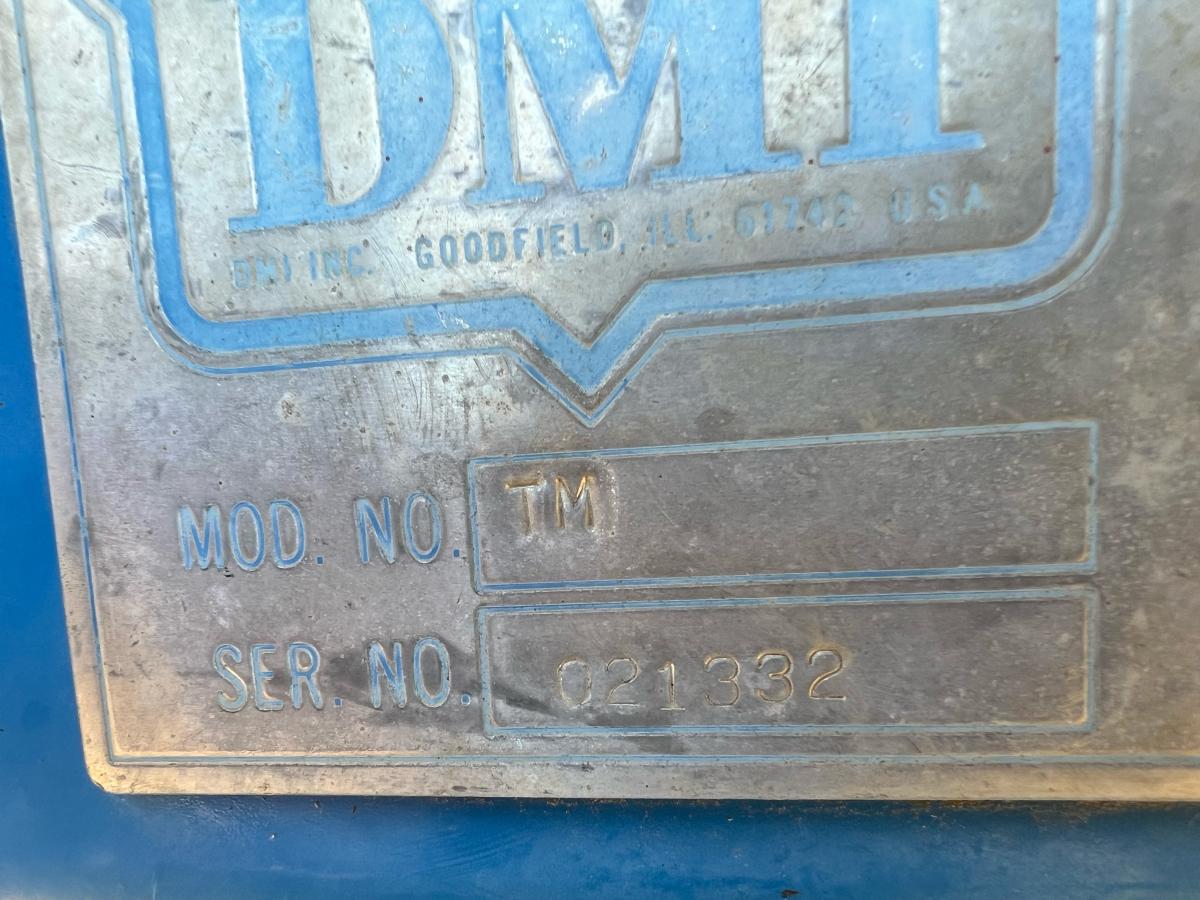 DMI
DMI INC. GOODFIELD, ILL. 61742 U.S.A.
MOD. NO. TM
SER. NO. 021332